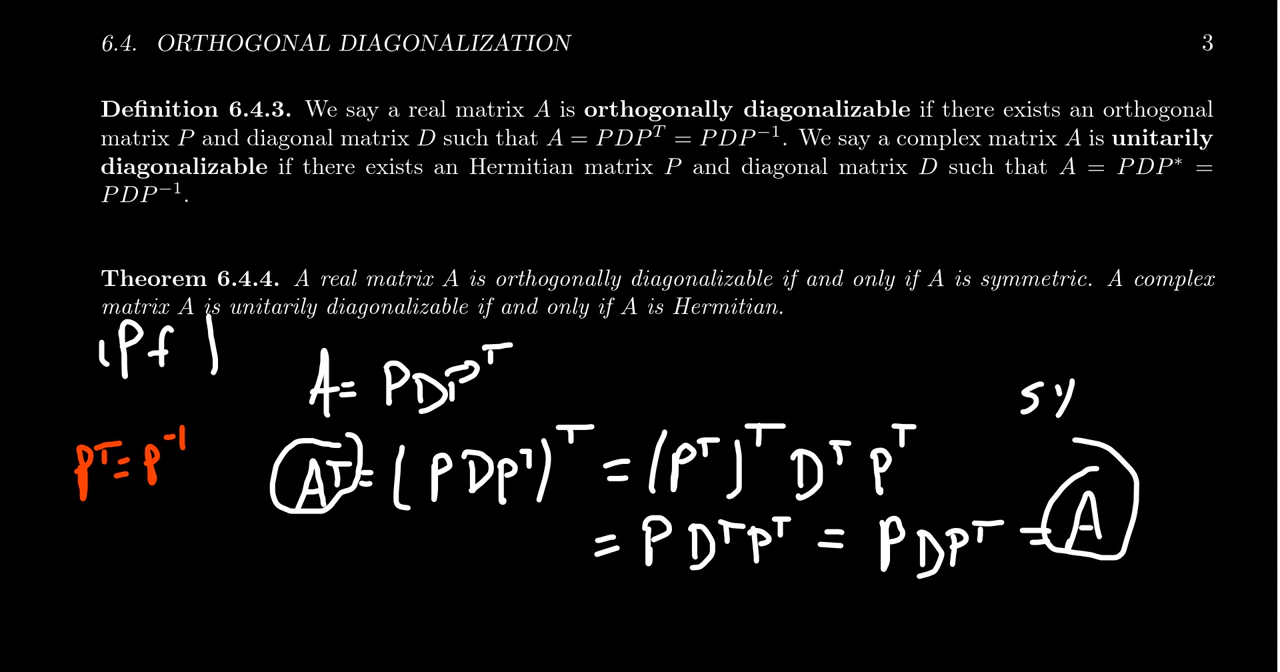 6.4. ORTHOGONAL DIAGONALIZATION 3
Definition 6.4.3. We say a real matrix A is orthogonally diagonalizable if there exists an orthogonal
matrix P and diagonal matrix D such that A = PDP^T = PDP^{-1}. We say a complex matrix A is unitarily
diagonalizable if there exists an Hermitian matrix P and diagonal matrix D such that A = PDP* =
PDP^{-1}.
Theorem 6.4.4. A real matrix A is orthogonally diagonalizable if and only if A is symmetric. A complex
matrix A is unitarily diagonalizable if and only if A is Hermitian.
(Pf)
A = PDP^T
sy
P^T = P^{-1}
A^T = (PDP^T)^T = (P^T)^T D^T P^T
= P D^T P^T = PDP^T = A